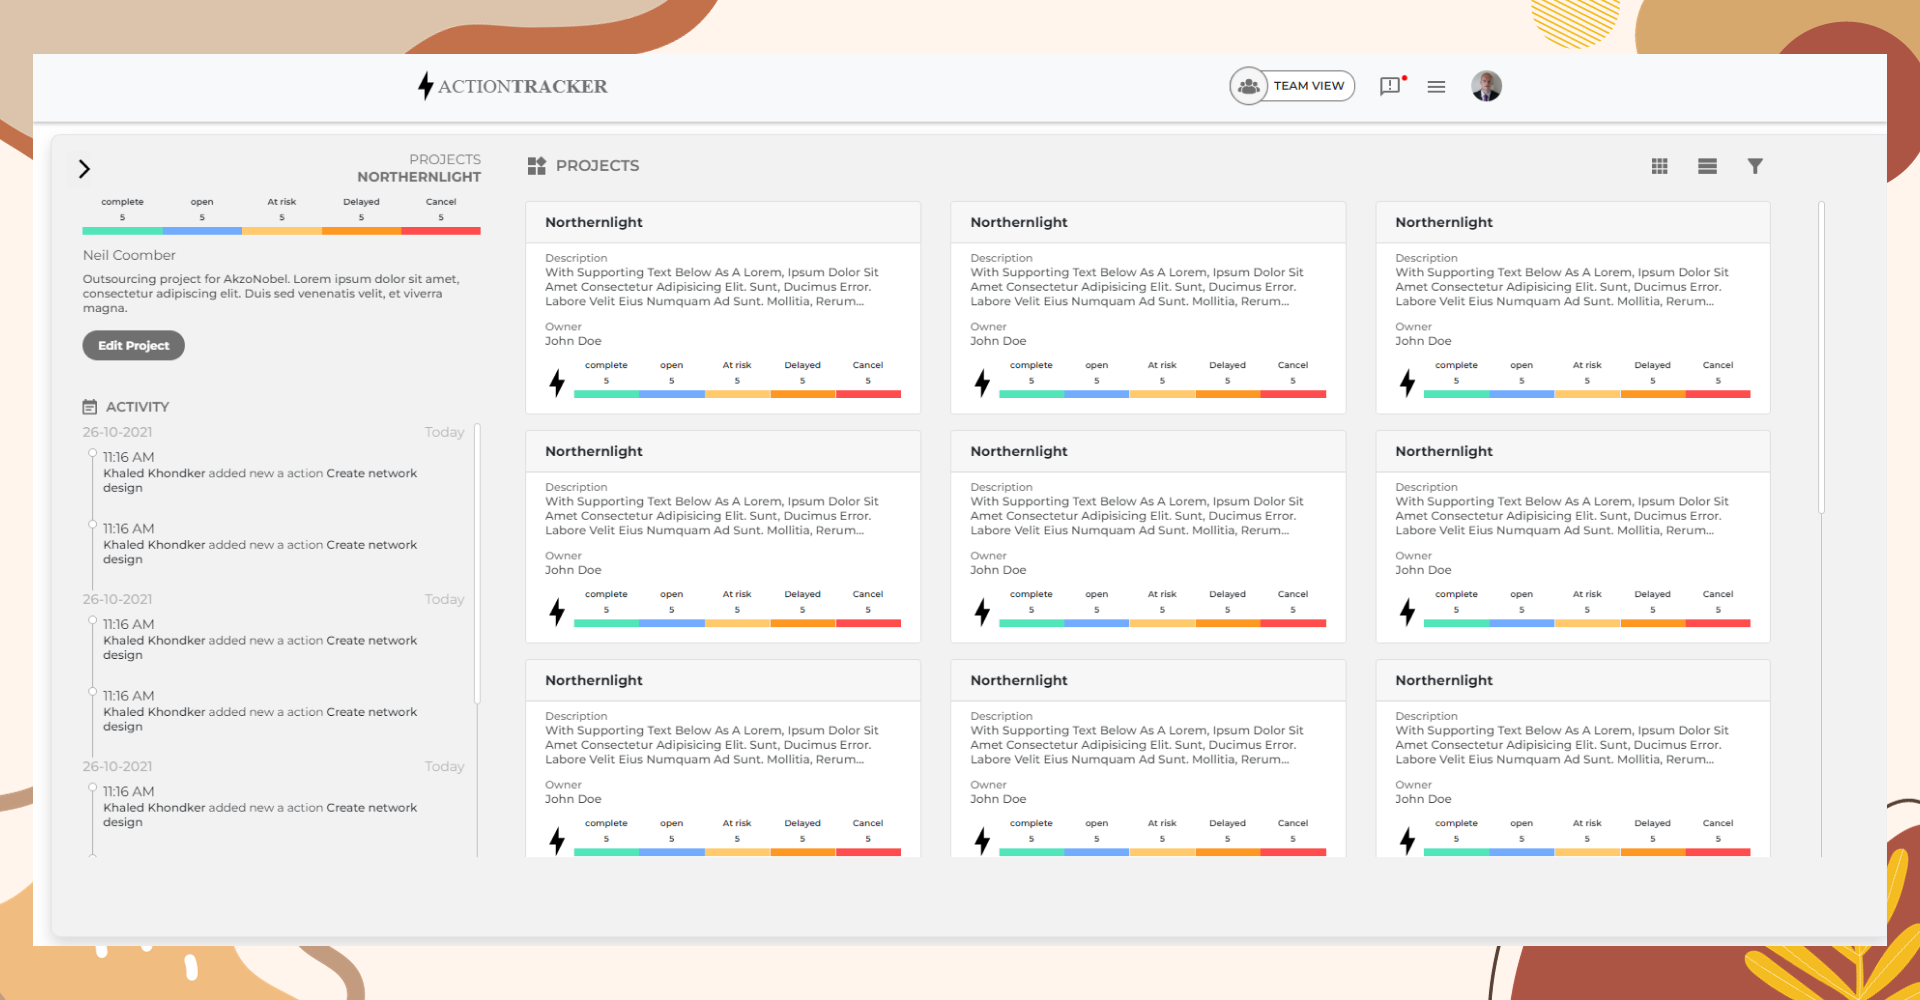 ACTIONTRACKER
TEAM VIEW
PROJECTS
NORTHERNLIGHT
complete open At risk Delayed Cancel
5 5 5 5 5
Neil Coomber
Outsourcing project for AkzoNobel. Lorem ipsum dolor sit amet,
consectetur adipiscing elit. Duis sed venenatis velit, et viverra
magna.
Edit Project
ACTIVITY
26-10-2021 Today
11:16 AM
Khaled Khondker added new a action Create network
design
11:16 AM
Khaled Khondker added new a action Create network
design
26-10-2021 Today
11:16 AM
Khaled Khondker added new a action Create network
design
11:16 AM
Khaled Khondker added new a action Create network
design
26-10-2021 Today
11:16 AM
Khaled Khondker added new a action Create network
design
PROJECTS
Northernlight
Description
With Supporting Text Below As A Lorem, Ipsum Dolor Sit
Amet Consectetur Adipisicing Elit. Sunt, Ducimus Error.
Labore Velit Eius Numquam Ad Sunt. Mollitia, Rerum...
Owner
John Doe
complete open At risk Delayed Cancel
5 5 5 5 5
Northernlight
Description
With Supporting Text Below As A Lorem, Ipsum Dolor Sit
Amet Consectetur Adipisicing Elit. Sunt, Ducimus Error.
Labore Velit Eius Numquam Ad Sunt. Mollitia, Rerum...
Owner
John Doe
complete open At risk Delayed Cancel
5 5 5 5 5
Northernlight
Description
With Supporting Text Below As A Lorem, Ipsum Dolor Sit
Amet Consectetur Adipisicing Elit. Sunt, Ducimus Error.
Labore Velit Eius Numquam Ad Sunt. Mollitia, Rerum...
Owner
John Doe
complete open At risk Delayed Cancel
5 5 5 5 5
Northernlight
Description
With Supporting Text Below As A Lorem, Ipsum Dolor Sit
Amet Consectetur Adipisicing Elit. Sunt, Ducimus Error.
Labore Velit Eius Numquam Ad Sunt. Mollitia, Rerum...
Owner
John Doe
complete open At risk Delayed Cancel
5 5 5 5 5
Northernlight
Description
With Supporting Text Below As A Lorem, Ipsum Dolor Sit
Amet Consectetur Adipisicing Elit. Sunt, Ducimus Error.
Labore Velit Eius Numquam Ad Sunt. Mollitia, Rerum...
Owner
John Doe
complete open At risk Delayed Cancel
5 5 5 5 5
Northernlight
Description
With Supporting Text Below As A Lorem, Ipsum Dolor Sit
Amet Consectetur Adipisicing Elit. Sunt, Ducimus Error.
Labore Velit Eius Numquam Ad Sunt. Mollitia, Rerum...
Owner
John Doe
complete open At risk Delayed Cancel
5 5 5 5 5
Northernlight
Description
With Supporting Text Below As A Lorem, Ipsum Dolor Sit
Amet Consectetur Adipisicing Elit. Sunt, Ducimus Error.
Labore Velit Eius Numquam Ad Sunt. Mollitia, Rerum...
Owner
John Doe
complete open At risk Delayed Cancel
5 5 5 5 5
Northernlight
Description
With Supporting Text Below As A Lorem, Ipsum Dolor Sit
Amet Consectetur Adipisicing Elit. Sunt, Ducimus Error.
Labore Velit Eius Numquam Ad Sunt. Mollitia, Rerum...
Owner
John Doe
complete open At risk Delayed Cancel
5 5 5 5 5
Northernlight
Description
With Supporting Text Below As A Lorem, Ipsum Dolor Sit
Amet Consectetur Adipisicing Elit. Sunt, Ducimus Error.
Labore Velit Eius Numquam Ad Sunt. Mollitia, Rerum...
Owner
John Doe
complete open At risk Delayed Cancel
5 5 5 5 5